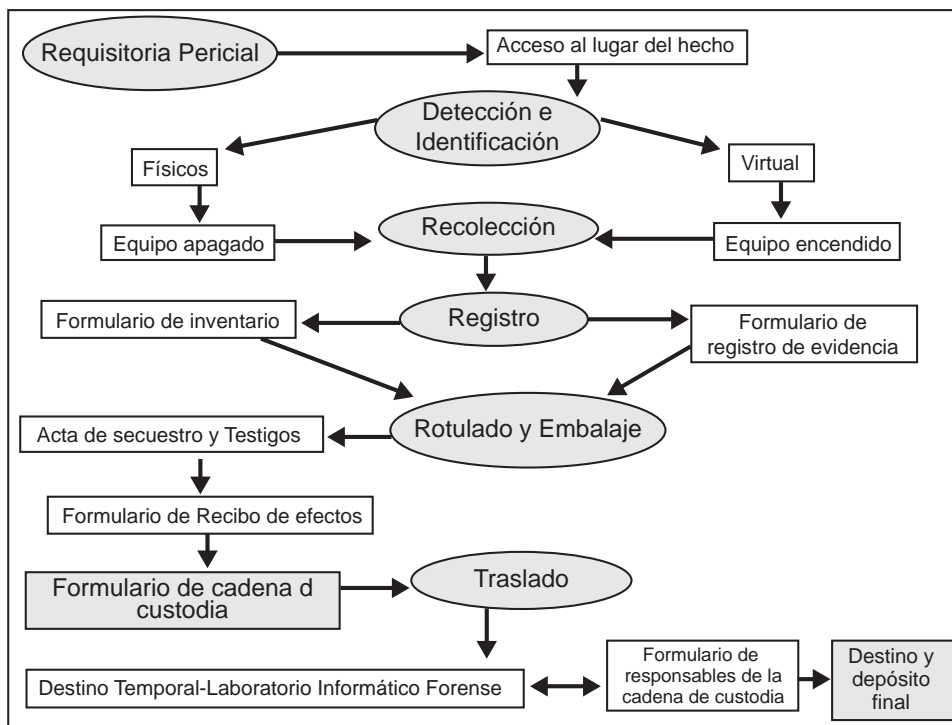 Requisitoria Pericial
Acceso al lugar del hecho
Detección e
Identificación
Físicos
Virtual
Equipo apagado
Recolección
Equipo encendido
Formulario de inventario
Registro
Formulario de
registro de evidencia
Rotulado y Embalaje
Acta de secuestro y Testigos
Formulario de Recibo de efectos
Formulario de cadena d
custodia
Traslado
Destino Temporal-Laboratorio Informático Forense
Formulario de
responsables de la
cadena de custodia
Destino y
depósito
final